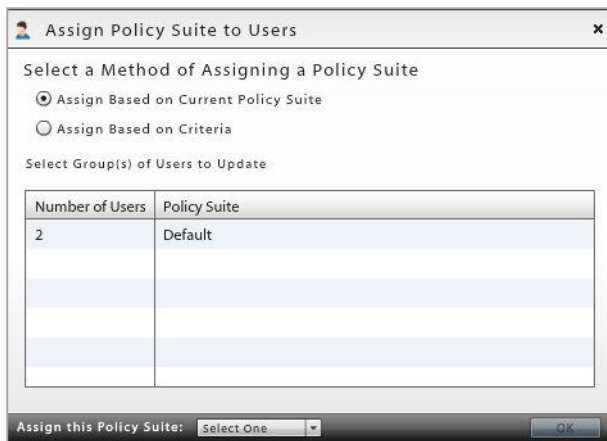 Assign Policy Suite to Users
Select a Method of Assigning a Policy Suite
Assign Based on Current Policy Suite
Assign Based on Criteria
Select Group(s) of Users to Update
Number of Users Policy Suite
2 Default
Assign this Policy Suite: Select One OK